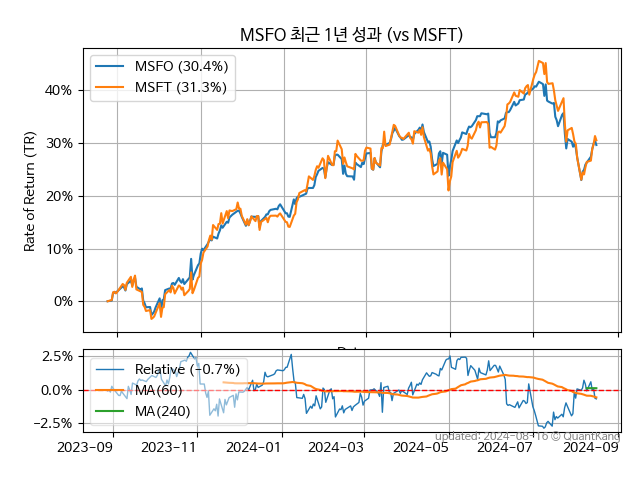 MSFO 최근 1년 성과 (vs MSFT)
MSFO (30.4%)
MSFT (31.3%)
Rate of Return (TR)
40%
30%
20%
10%
0%
2.5%
0.0%
−2.5%
Relative (−0.7%)
MA(60)
MA(240)
updated: 2024-08-16 © QuantKang
2023-09
2023-11
2024-01
2024-03
2024-05
2024-07
2024-09